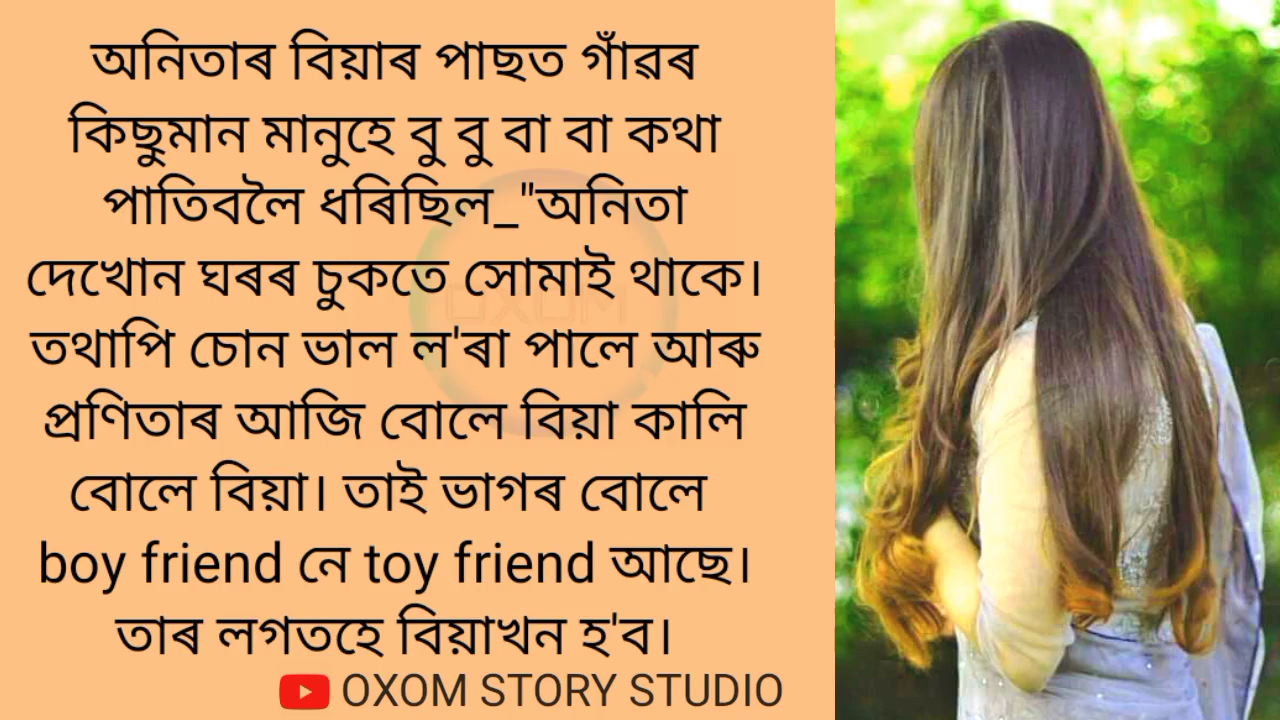 অনিতাৰ বিয়াৰ পাছত গাঁৱৰ
কিছুমান মানুহে বু বু বা বা কথা
পাতিবলৈ ধৰিছিল_"অনিতা
দেখোন ঘৰৰ চুকতে সোমাই থাকে।
তথাপি চোন ভাল ল'ৰা পালে আৰু
প্ৰণিতাৰ আজি বোলে বিয়া কালি
বোলে বিয়া। তাই ভাগৰ বোলে
boy friend নে toy friend আছে।
তাৰ লগতহে বিয়াখন হ'ব।
OXOM
OXOM STORY STUDIO